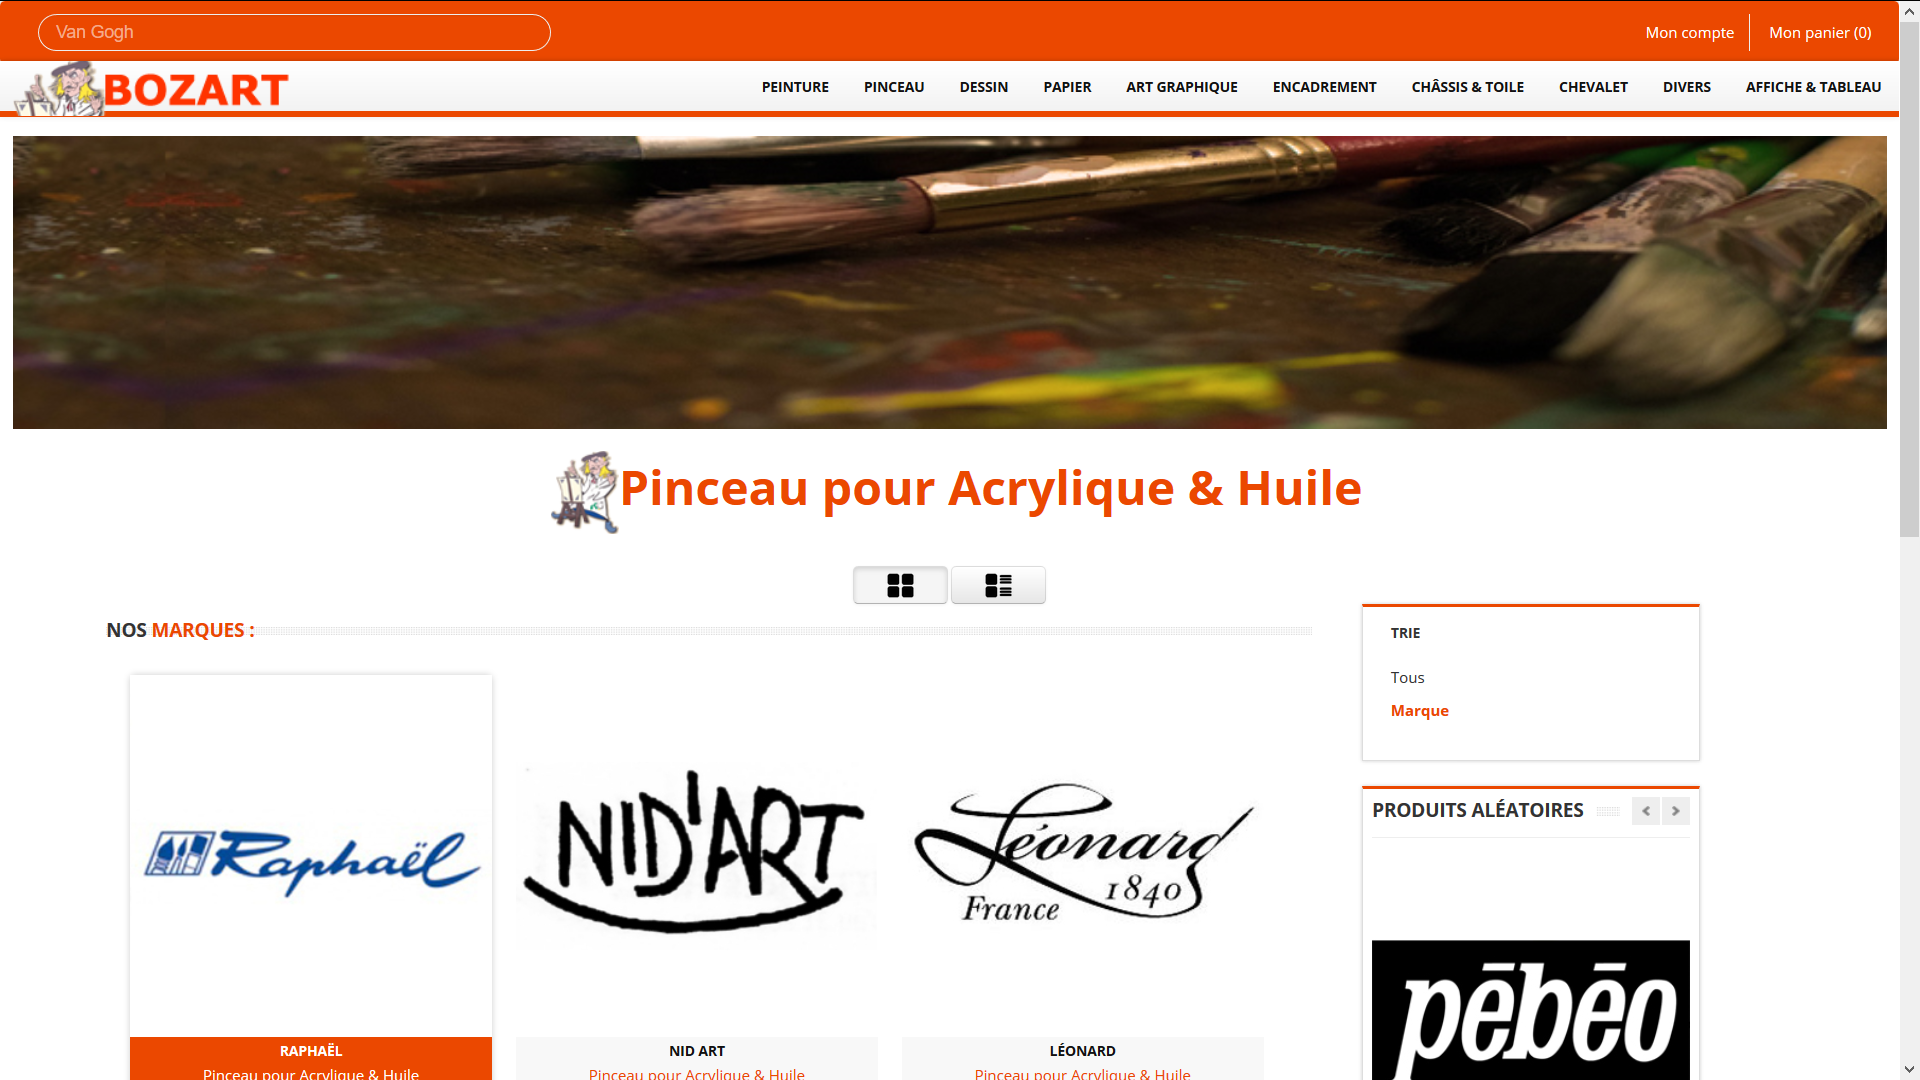 Van Gogh
Mon compte
Mon panier (0)
BOZART
PEINTURE
PINCEAU
DESSIN
PAPIER
ART GRAPHIQUE
ENCADREMENT
CHÂSSIS & TOILE
CHEVALET
DIVERS
AFFICHE & TABLEAU
Pinceau pour Acrylique & Huile
NOS MARQUES :
Raphaël
RAPHAËL
Pinceau pour Acrylique & Huile
NID'ART
NID ART
Pinceau pour Acrylique & Huile
Léonard
1840
France
LÉONARD
Pinceau pour Acrylique & Huile
TRIE
Tous
Marque
PRODUITS ALÉATOIRES
pēbēo